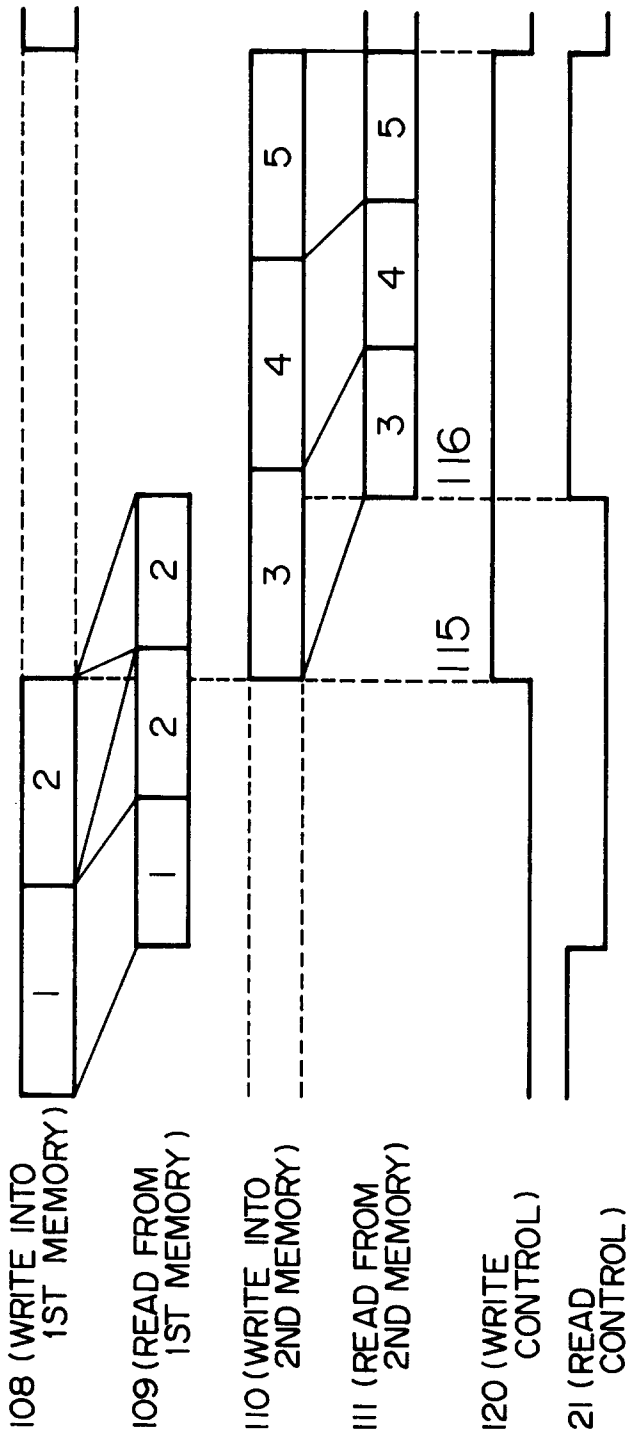 108 (WRITE INTO
1ST MEMORY)
1
2
109 (READ FROM
1ST MEMORY)
1
2
2
110 (WRITE INTO
2ND MEMORY)
3
4
5
111 (READ FROM
2ND MEMORY)
3
4
5
115
116
120 (WRITE
CONTROL)
21 (READ
CONTROL)